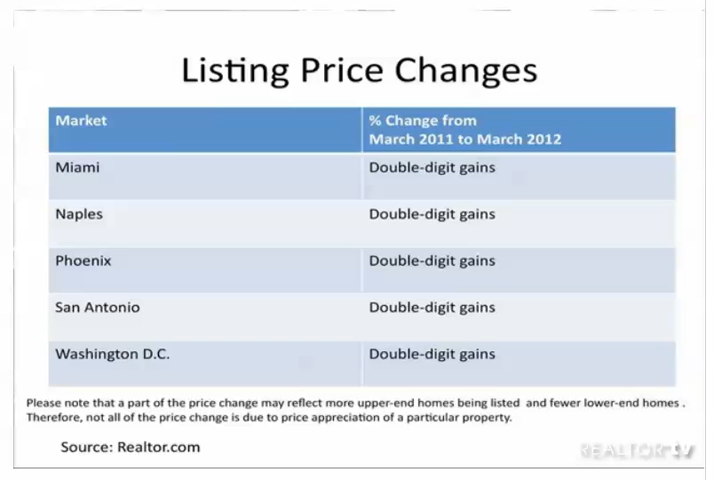 Listing Price Changes
Market
% Change from
March 2011 to March 2012
Miami
Double-digit gains
Naples
Double-digit gains
Phoenix
Double-digit gains
San Antonio
Double-digit gains
Washington D.C.
Double-digit gains
Please note that a part of the price change may reflect more upper-end homes being listed  and fewer lower-end homes .
Therefore, not all of the price change is due to price appreciation of a particular property.
Source: Realtor.com
REALTOR tv